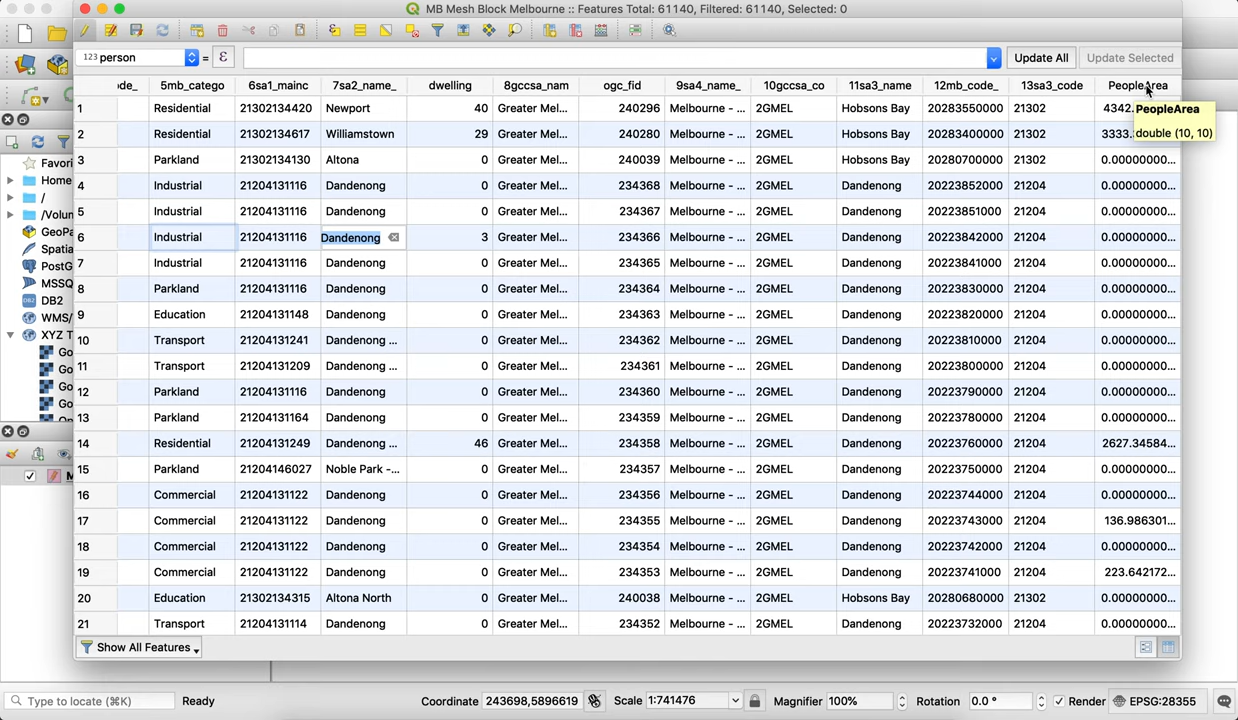 MB Mesh Block Melbourne :: Features Total: 61140, Filtered: 61140, Selected: 0
123 person = ε Update All Update Selected
5mb_catego 6sa1_mainc 7sa2_name_ dwelling 8gccsa_nam ogc_fid 9sa4_name_ 10gccsa_co 11sa3_name 12mb_code_ 13sa3_code PeopleArea
1 Residential 21302134420 Newport 40 Greater Mel... 240296 Melbourne - ... 2GMEL Hobsons Bay 20283550000 21302 4342.
PeopleArea
2 Residential 21302134617 Williamstown 29 Greater Mel... 240280 Melbourne - ... 2GMEL Hobsons Bay 20283400000 21302 3333.
double (10, 10)
3 Parkland 21302134130 Altona 0 Greater Mel... 240039 Melbourne - ... 2GMEL Hobsons Bay 20280700000 21302 0.00000000...
4 Industrial 21204131116 Dandenong 0 Greater Mel... 234368 Melbourne - ... 2GMEL Dandenong 20223852000 21204 0.00000000...
5 Industrial 21204131116 Dandenong 0 Greater Mel... 234367 Melbourne - ... 2GMEL Dandenong 20223851000 21204 0.00000000...
6 Industrial 21204131116 Dandenong 3 Greater Mel... 234366 Melbourne - ... 2GMEL Dandenong 20223842000 21204 0.00000000...
7 Industrial 21204131116 Dandenong 0 Greater Mel... 234365 Melbourne - ... 2GMEL Dandenong 20223841000 21204 0.00000000...
8 Parkland 21204131116 Dandenong 0 Greater Mel... 234364 Melbourne - ... 2GMEL Dandenong 20223830000 21204 0.00000000...
9 Education 21204131148 Dandenong 0 Greater Mel... 234363 Melbourne - ... 2GMEL Dandenong 20223820000 21204 0.00000000...
10 Transport 21204131241 Dandenong ... 0 Greater Mel... 234362 Melbourne - ... 2GMEL Dandenong 20223810000 21204 0.00000000...
11 Transport 21204131209 Dandenong ... 0 Greater Mel... 234361 Melbourne - ... 2GMEL Dandenong 20223800000 21204 0.00000000...
12 Parkland 21204131116 Dandenong 0 Greater Mel... 234360 Melbourne - ... 2GMEL Dandenong 20223790000 21204 0.00000000...
13 Parkland 21204131164 Dandenong 0 Greater Mel... 234359 Melbourne - ... 2GMEL Dandenong 20223780000 21204 0.00000000...
14 Residential 21204131249 Dandenong ... 46 Greater Mel... 234358 Melbourne - ... 2GMEL Dandenong 20223760000 21204 2627.34584...
15 Parkland 21204146027 Noble Park -... 0 Greater Mel... 234357 Melbourne - ... 2GMEL Dandenong 20223750000 21204 0.00000000...
16 Commercial 21204131122 Dandenong 0 Greater Mel... 234356 Melbourne - ... 2GMEL Dandenong 20223744000 21204 0.00000000...
17 Commercial 21204131122 Dandenong 0 Greater Mel... 234355 Melbourne - ... 2GMEL Dandenong 20223743000 21204 136.986301...
18 Commercial 21204131122 Dandenong 0 Greater Mel... 234354 Melbourne - ... 2GMEL Dandenong 20223742000 21204 0.00000000...
19 Commercial 21204131122 Dandenong 0 Greater Mel... 234353 Melbourne - ... 2GMEL Dandenong 20223741000 21204 223.642172...
20 Education 21302134315 Altona North 0 Greater Mel... 240038 Melbourne - ... 2GMEL Hobsons Bay 20280680000 21302 0.00000000...
21 Transport 21204131114 Dandenong 0 Greater Mel... 234352 Melbourne - ... 2GMEL Dandenong 20223732000 21204 0.00000000...
Show All Features
Favori
Home
/
/Volun
GeoPa
Spatia
PostG
MSSQ
DB2
WMS/
XYZ T
Go
Go
Go
Go
M
Type to locate (⌘K) Ready Coordinate 243698,5896619 Scale 1:741476 Magnifier 100% Rotation 0.0 ° Render EPSG:28355